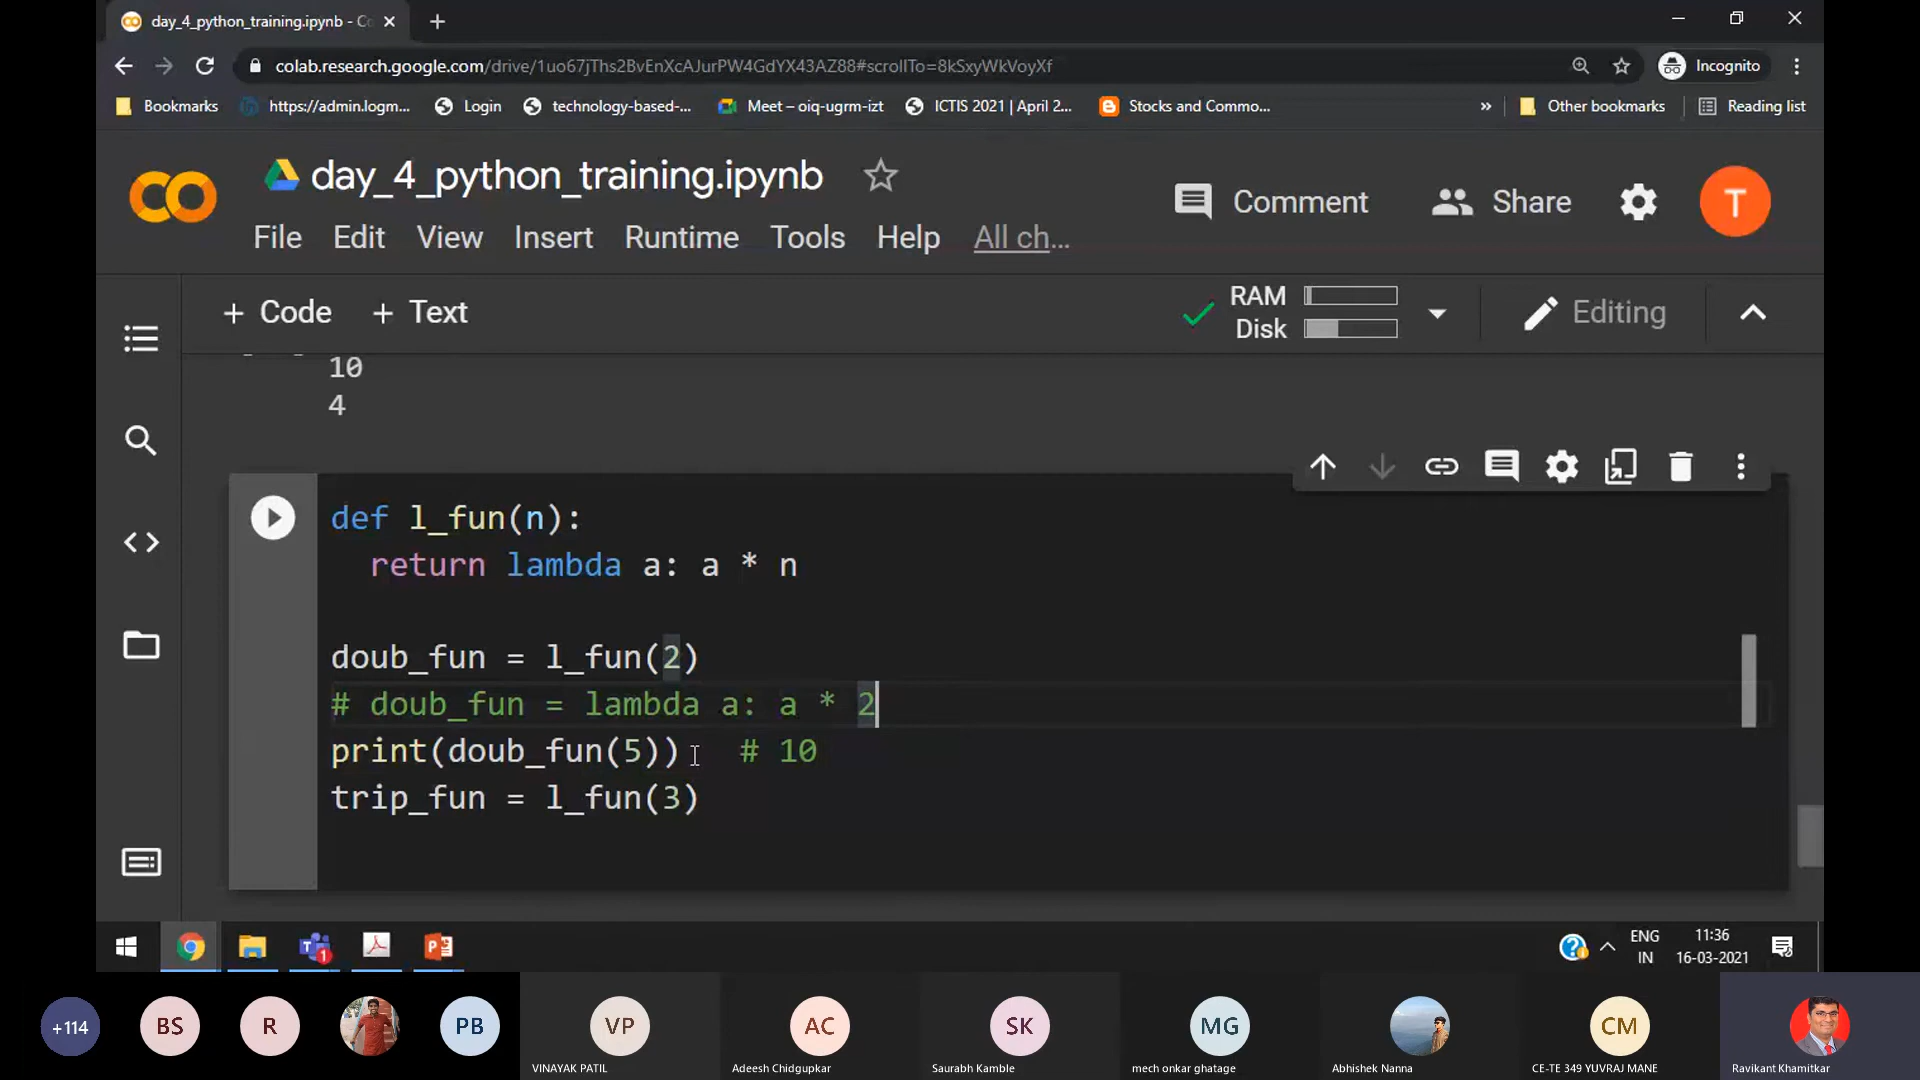 day_4_python_training.ipynb - Co
colab.research.google.com/drive/1uo67jThs2BvEnXcAJurPW4GdYX43AZ88#scrollTo=8kSxyWkVoyXf
Incognito
Bookmarks
https://admin.logm...
Login
technology-based-...
Meet – oiq-ugrm-izt
ICTIS 2021 | April 2...
Stocks and Commo...
»
Other bookmarks
Reading list
day_4_python_training.ipynb
Comment
Share
T
File Edit View Insert Runtime Tools Help All ch...
+ Code + Text
RAM
Disk
Editing
10
4
def l_fun(n):
return lambda a: a * n
doub_fun = l_fun(2)
# doub_fun = lambda a: a * 2
print(doub_fun(5)) # 10
trip_fun = l_fun(3)
1
ENG
IN
11:36
16-03-2021
+114
BS
R
PB
VP
AC
SK
MG
CM
VINAYAK PATIL
Adeesh Chidgupkar
Saurabh Kamble
mech onkar ghatage
Abhishek Nanna
CE-TE 349 YUVRAJ MANE
Ravikant Khamitkar